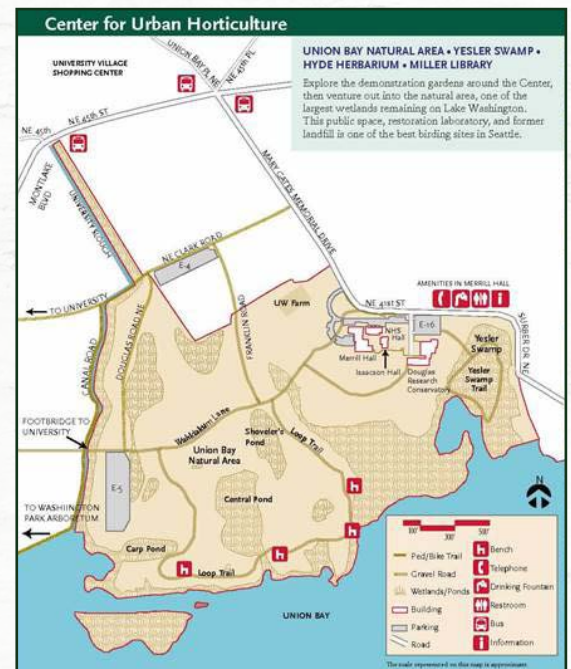 Center for Urban Horticulture
UNION BAY NATURAL AREA • YESLER SWAMP •
HYDE HERBARIUM • MILLER LIBRARY
Explore the demonstration gardens around the Center,
then venture out into the natural area, one of the
largest wetlands remaining on Lake Washington.
This public space, restoration laboratory, and former
landfill is one of the best birding sites in Seattle.
UNIVERSITY VILLAGE
SHOPPING CENTER
UNION BAY PL NE
NE 45th PL
NE 45th ST
NE 45th
MONTLAKE
BLVD
UNIVERSITY SLOUGH
MARY GATES MEMORIAL DRIVE
NE CLARK ROAD
E-4
TO UNIVERSITY
CANAL ROAD
DOUGLAS ROAD NE
FRANKLIN ROAD
UW Farm
NE 41ST ST
AMENITIES IN MERRILL HALL
SURBER DR. NE
NHS
Hall
E-16
Merrill Hall
Isaacson Hall
Douglas
Research
Conservatory
Yesler
Swamp
Yesler
Swamp
Trail
FOOTBRIDGE TO
UNIVERSITY
Wahkiakum Lane
Shoveler's
Pond
Loop Trail
Union Bay
Natural Area
E-5
Central Pond
TO WASHINGTON
PARK ARBORETUM
Carp Pond
Loop Trail
UNION BAY
N
100'
300'
500'
Ped/Bike Trail
Gravel Road
Wetlands/Ponds
Building
Parking
Road
Bench
Telephone
Drinking Fountain
Restroom
Bus
Information
The scale represented on this map is approximate